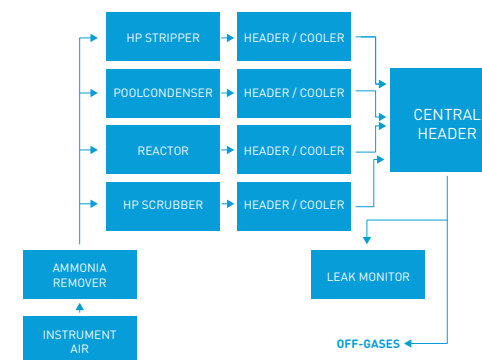 HP STRIPPER
HEADER / COOLER
POOLCONDENSER
HEADER / COOLER
CENTRAL
HEADER
REACTOR
HEADER / COOLER
HP SCRUBBER
HEADER / COOLER
AMMONIA
REMOVER
LEAK MONITOR
INSTRUMENT
AIR
OFF-GASES